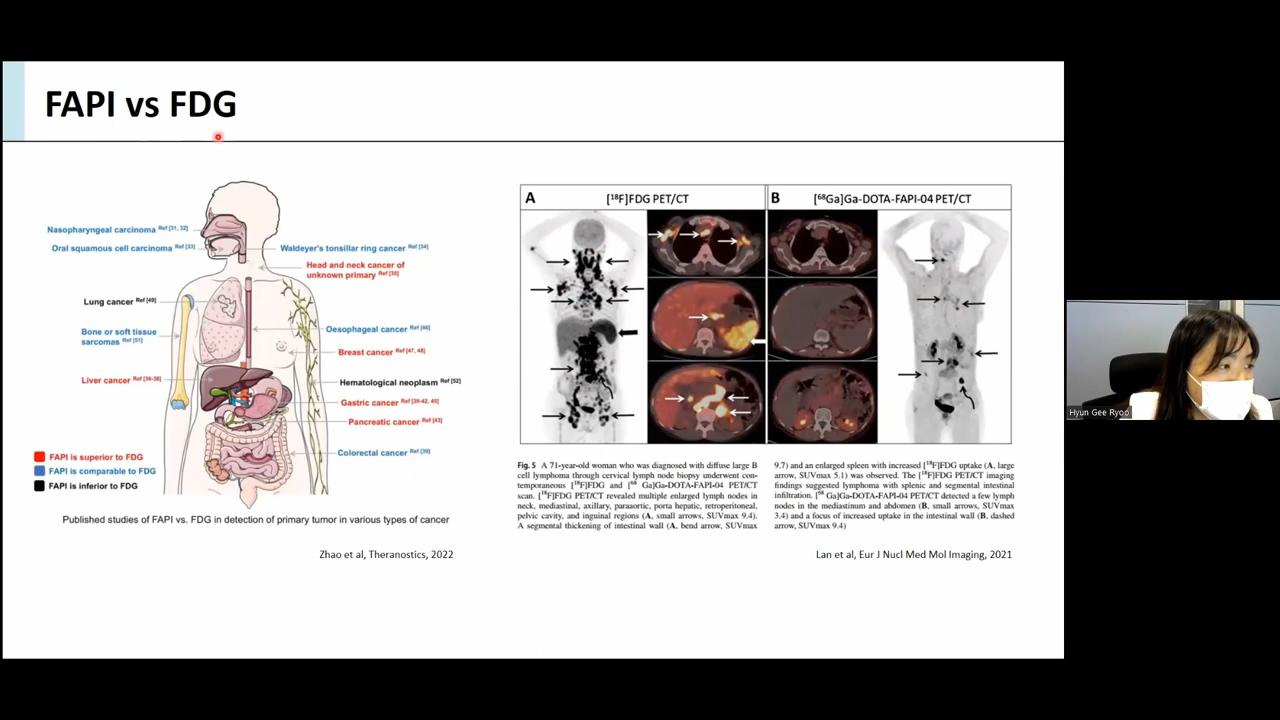 FAPI vs FDG
Nasopharyngeal carcinoma Ref [31, 32]
Oral squamous cell carcinoma Ref [33]
Waldeyer's tonsillar ring cancer Ref [34]
Head and neck cancer of
unknown primary Ref [35]
Lung cancer Ref [49]
Bone or soft tissue
sarcomas Ref [51]
Oesophageal cancer Ref [46]
Breast cancer Ref [47, 48]
Liver cancer Ref [36-38]
Hematological neoplasm Ref [52]
Gastric cancer Ref [39-42, 45]
Pancreatic cancer Ref [43]
Colorectal cancer Ref [39]
FAPI is superior to FDG
FAPI is comparable to FDG
FAPI is inferior to FDG
Published studies of FAPI vs. FDG in detection of primary tumor in various types of cancer
Zhao et al, Theranostics, 2022
A [18F]FDG PET/CT
B [68Ga]Ga-DOTA-FAPI-04 PET/CT
Fig. 5 A 71-year-old woman who was diagnosed with diffuse large B
cell lymphoma through cervical lymph node biopsy underwent con-
temporaneous [18F]FDG and [68 Ga]Ga-DOTA-FAPI-04 PET/CT
scan. [18F]FDG PET/CT revealed multiple enlarged lymph nodes in
neck, mediastinal, axillary, paraaortic, porta hepatic, retroperitoneal,
pelvic cavity, and inguinal regions (A, small arrows, SUVmax 9.4).
A segmental thickening of intestinal wall (A, bend arrow, SUVmax
9.7) and an enlarged spleen with increased [18F]FDG uptake (A, large
arrow, SUVmax 5.1) was observed. The [18F]FDG PET/CT imaging
findings suggested lymphoma with splenic and segmental intestinal
infiltration. [68 Ga]Ga-DOTA-FAPI-04 PET/CT detected a few lymph
nodes in the mediastinum and abdomen (B, small arrows, SUVmax
3.4) and a focus of increased uptake in the intestinal wall (B, dashed
arrow, SUVmax 9.4)
Lan et al, Eur J Nucl Med Mol Imaging, 2021
Hyun Gee Ryoo